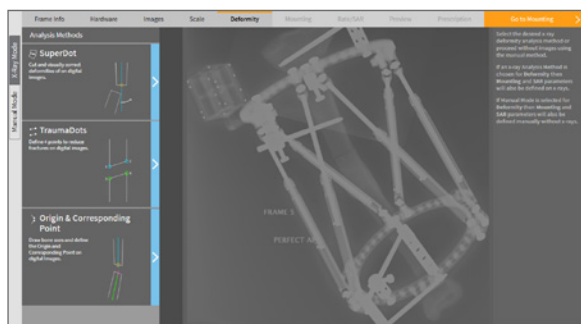 Frame Info Hardware Images Scale Deformity Mounting Rate/SAR Preview Prescription Go to Mounting
Analysis Methods
X-Ray Mode
Manual Mode
SuperDot
Cut and visually correct
deformities of on digital
images.
TraumaDots
Define 4 points to reduce
fractures on digital images.
Origin & Corresponding
Point
Draw bone axes and define
the Origin and
Corresponding Point on
digital images.
FRAME S
PERFECT A
Select the desired x-ray
deformity analysis method or
proceed without images using
the manual method.
If an x-ray Analysis Method is
chosen for Deformity then
Mounting and SAR parameters
will also be defined on x-rays.
If Manual Mode is selected for
Deformity then Mounting and
SAR parameters will also be
defined manually without x-rays.